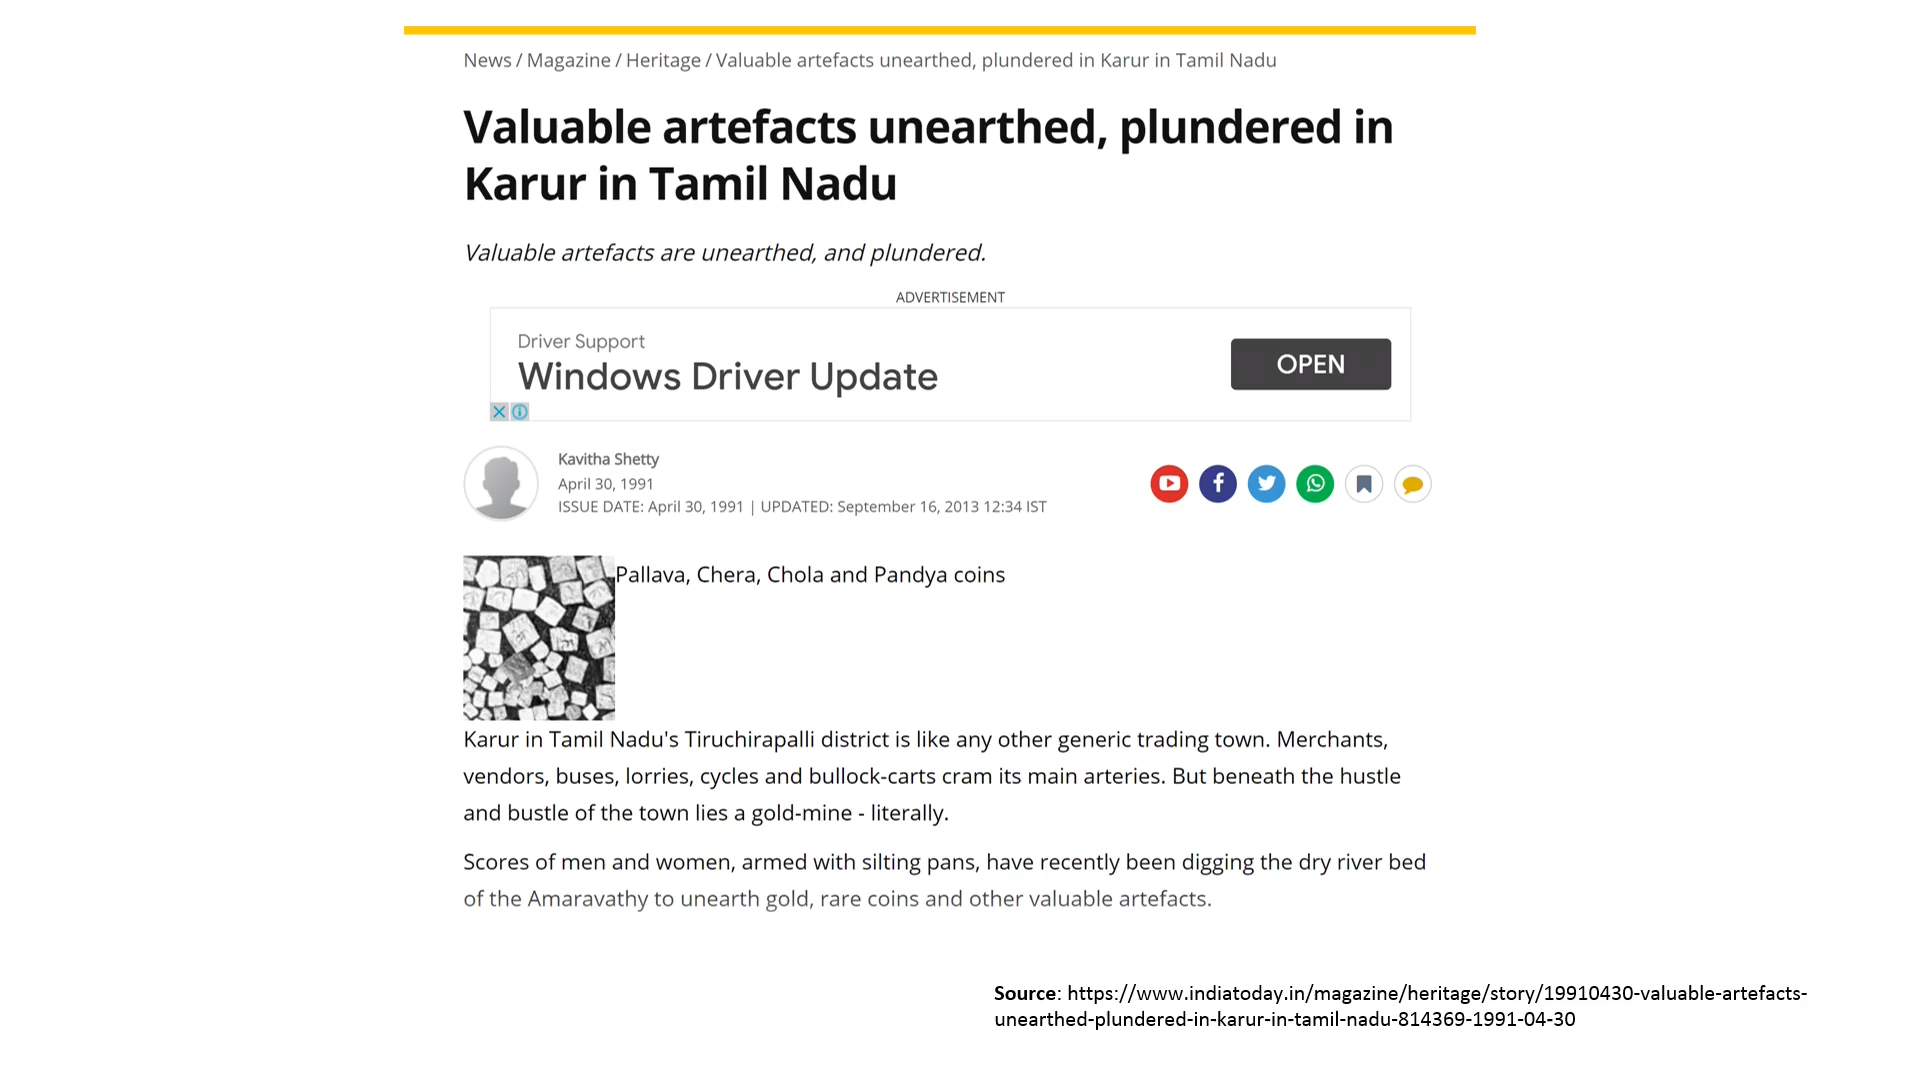 News / Magazine / Heritage / Valuable artefacts unearthed, plundered in Karur in Tamil Nadu
Valuable artefacts unearthed, plundered in
Karur in Tamil Nadu
Valuable artefacts are unearthed, and plundered.
ADVERTISEMENT
Driver Support
Windows Driver Update
OPEN
Kavitha Shetty
April 30, 1991
ISSUE DATE: April 30, 1991 | UPDATED: September 16, 2013 12:34 IST
Pallava, Chera, Chola and Pandya coins
Karur in Tamil Nadu's Tiruchirapalli district is like any other generic trading town. Merchants,
vendors, buses, lorries, cycles and bullock-carts cram its main arteries. But beneath the hustle
and bustle of the town lies a gold-mine - literally.
Scores of men and women, armed with silting pans, have recently been digging the dry river bed
of the Amaravathy to unearth gold, rare coins and other valuable artefacts.
Source: https://www.indiatoday.in/magazine/heritage/story/19910430-valuable-artefacts-
unearthed-plundered-in-karur-in-tamil-nadu-814369-1991-04-30